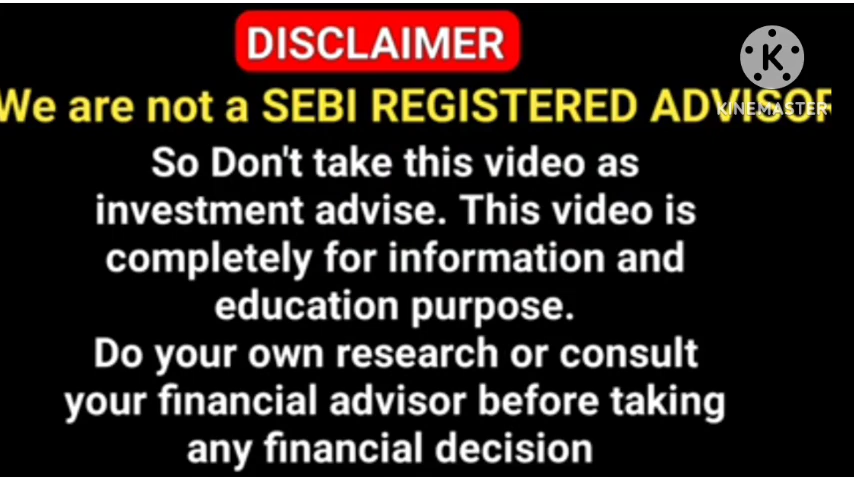 DISCLAIMER
We are not a SEBI REGISTERED ADVISOR
KINEMASTER
So Don't take this video as
investment advise. This video is
completely for information and
education purpose.
Do your own research or consult
your financial advisor before taking
any financial decision